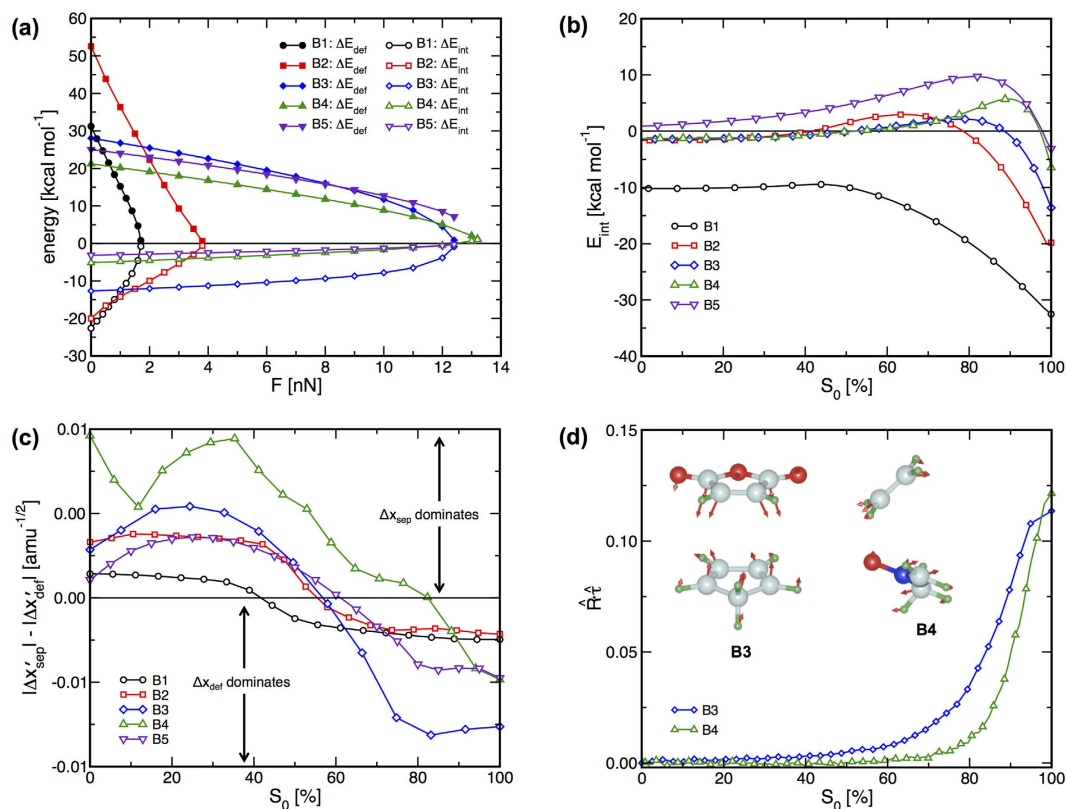 (a)
energy [kcal mol⁻¹]
60
50
40
30
20
10
0
-10
-20
-30
B1: ΔE_def B1: ΔE_int
B2: ΔE_def B2: ΔE_int
B3: ΔE_def B3: ΔE_int
B4: ΔE_def B4: ΔE_int
B5: ΔE_def B5: ΔE_int
0 2 4 6 8 10 12 14
F [nN]
(b)
E_int [kcal mol⁻¹]
20
10
0
-10
-20
-30
-40
B1
B2
B3
B4
B5
0 20 40 60 80 100
S₀ [%]
(c)
|Δx'_sep| - |Δx'_def| [amu⁻¹/²]
0.01
0.00
0.00
-0.01
-0.01
Δx_sep dominates
Δx_def dominates
B1
B2
B3
B4
B5
0 20 40 60 80 100
S₀ [%]
(d)
R̂·τ̂
0.15
0.10
0.05
0.00
B3
B4
B3
B4
0 20 40 60 80 100
S₀ [%]